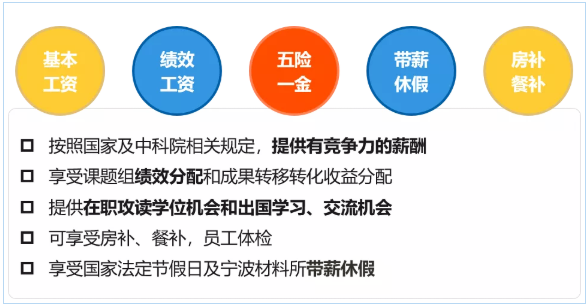 基本 绩效 五险 带薪 房补
工资 工资 一金 休假 餐补
按照国家及中科院相关规定，提供有竞争力的薪酬
享受课题组绩效分配和成果转移转化收益分配
提供在职攻读学位机会和出国学习、交流机会
可享受房补、餐补，员工体检
享受国家法定节假日及宁波材料所带薪休假